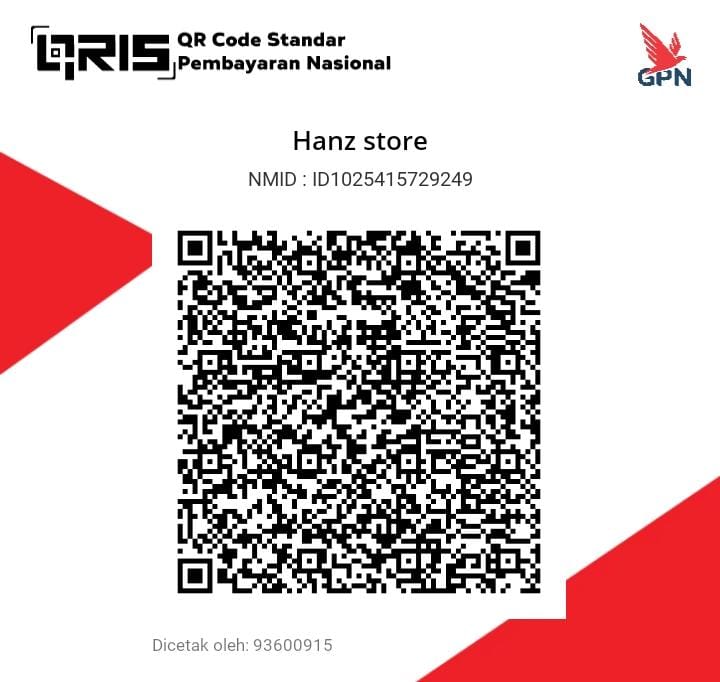 QRIS QR Code Standar
Pembayaran Nasional
GPN
Hanz store
NMID : ID1025415729249
Dicetak oleh: 93600915